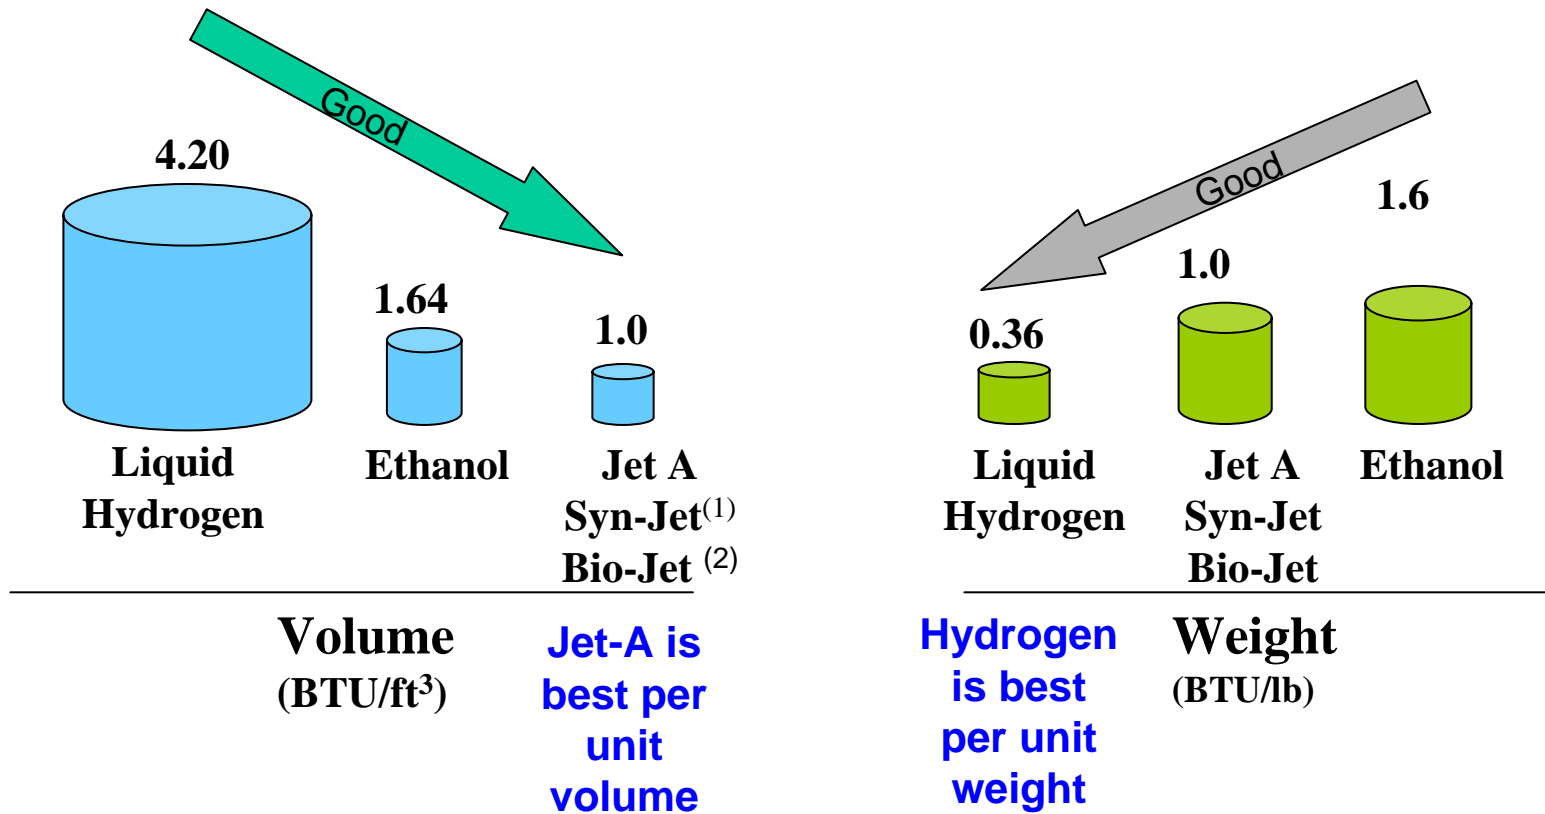 Good
4.20
1.64
1.0
Liquid
Hydrogen
Ethanol
Jet A
Syn-Jet(1)
Bio-Jet (2)
Volume
(BTU/ft³)
Jet-A is
best per
unit
volume
Good
0.36
1.0
1.6
Liquid
Hydrogen
Jet A
Syn-Jet
Bio-Jet
Ethanol
Hydrogen
is best
per unit
weight
Weight
(BTU/lb)